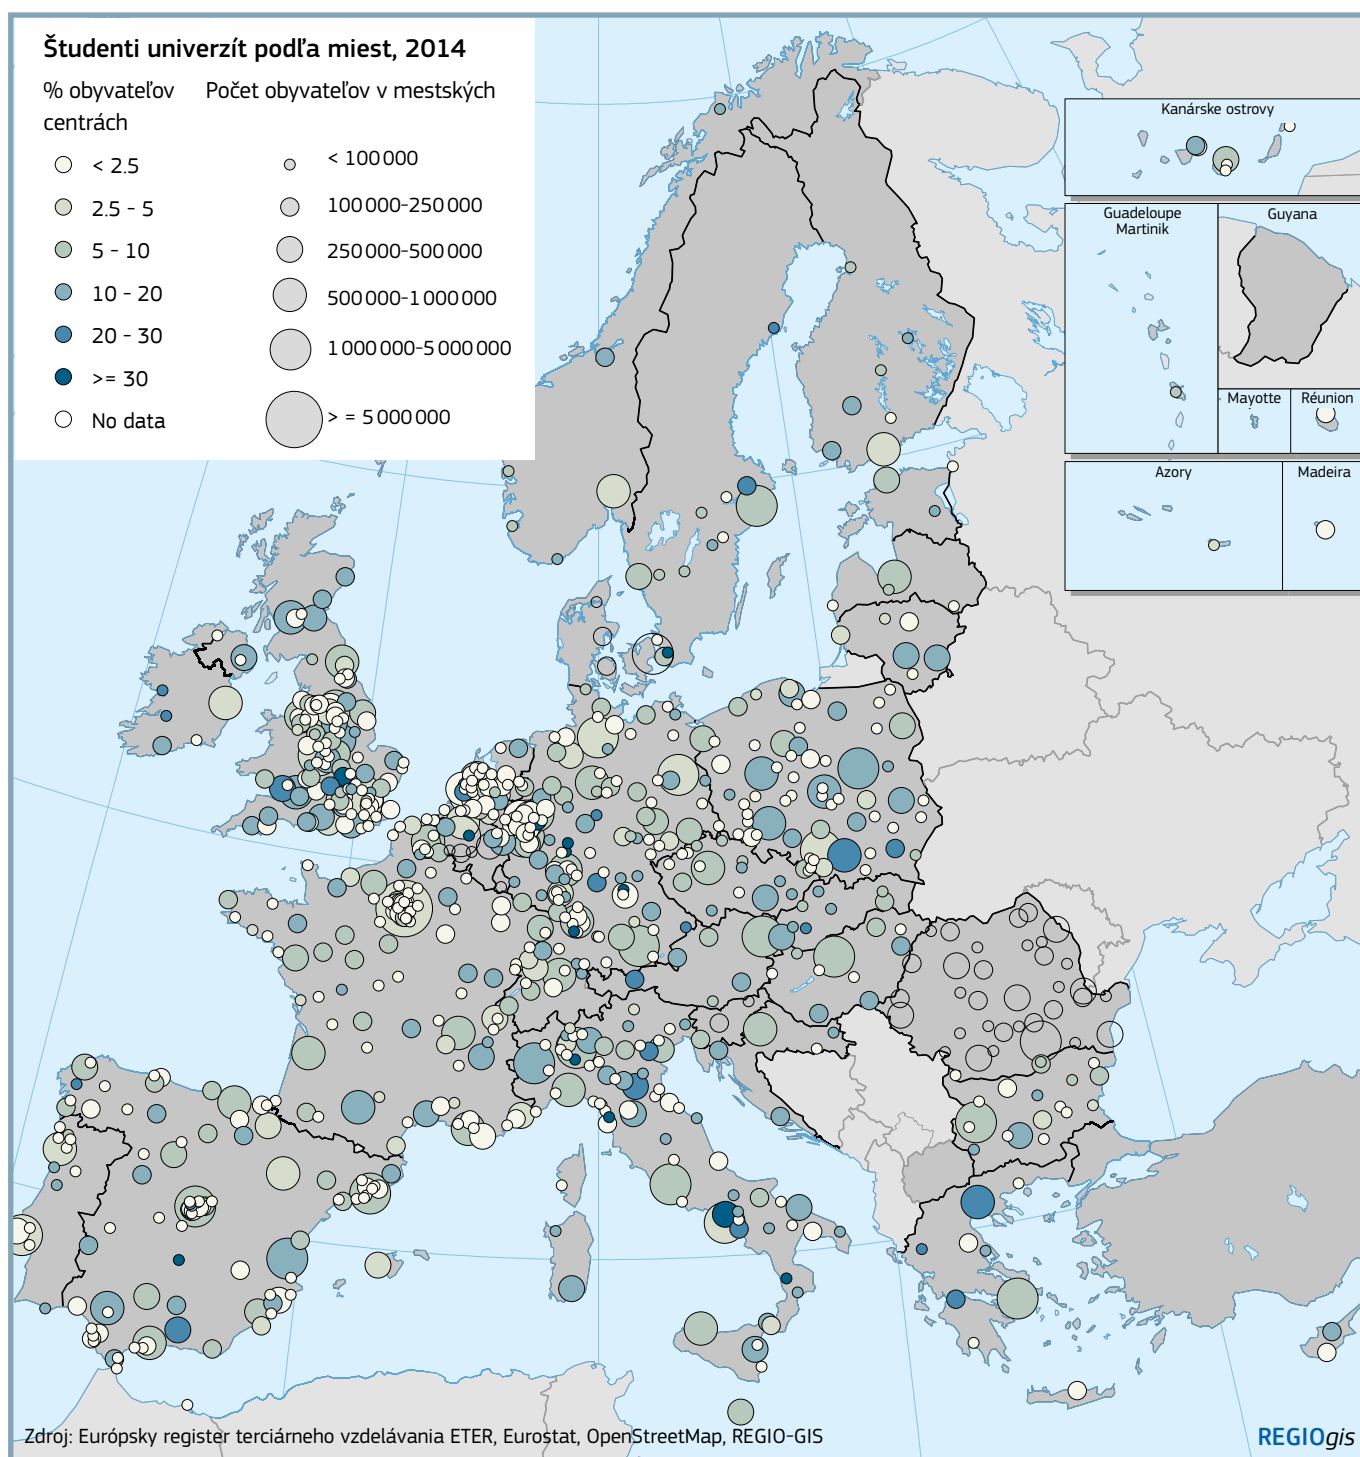 Študenti univerzít podľa miest, 2014
% obyvateľov
Počet obyvateľov v mestských
centrách
< 2.5
2.5 - 5
5 - 10
10 - 20
20 - 30
>= 30
No data
< 100 000
100 000-250 000
250 000-500 000
500 000-1 000 000
1 000 000-5 000 000
> = 5 000 000
Kanárske ostrovy
Guadeloupe
Martinik
Guyana
Mayotte
Réunion
Azory
Madeira
Zdroj: Európsky register terciárneho vzdelávania ETER, Eurostat, OpenStreetMap, REGIO-GIS
REGIOgis